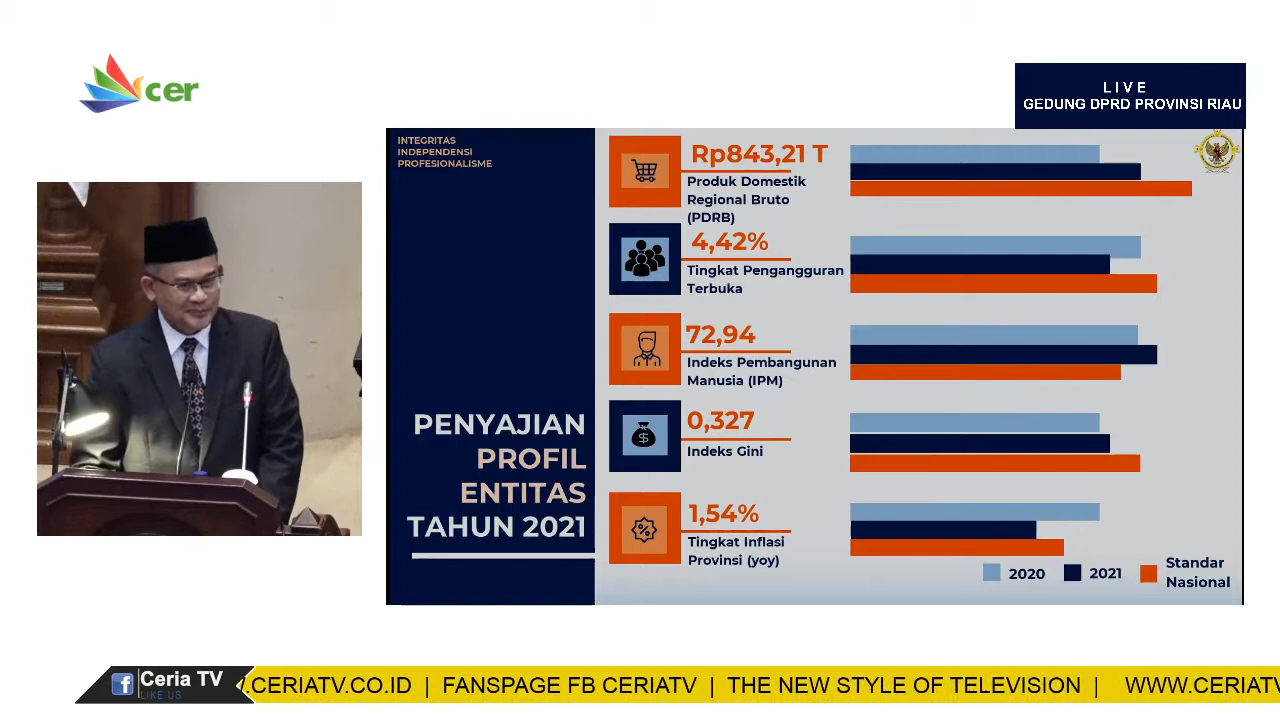 cer
LIVE
GEDUNG DPRD PROVINSI RIAU
INTEGRITAS
INDEPENDENSI
PROFESIONALISME
PENYAJIAN
PROFIL
ENTITAS
TAHUN 2021
Rp843,21 T
Produk Domestik
Regional Bruto
(PDRB)
4,42%
Tingkat Pengangguran
Terbuka
72,94
Indeks Pembangunan
Manusia (IPM)
$
0,327
Indeks Gini
%
1,54%
Tingkat Inflasi
Provinsi (yoy)
2020
2021
Standar
Nasional
f Ceria TV
LIKE US
.CERIATV.CO.ID | FANSPAGE FB CERIATV | THE NEW STYLE OF TELEVISION | WWW.CERIATV